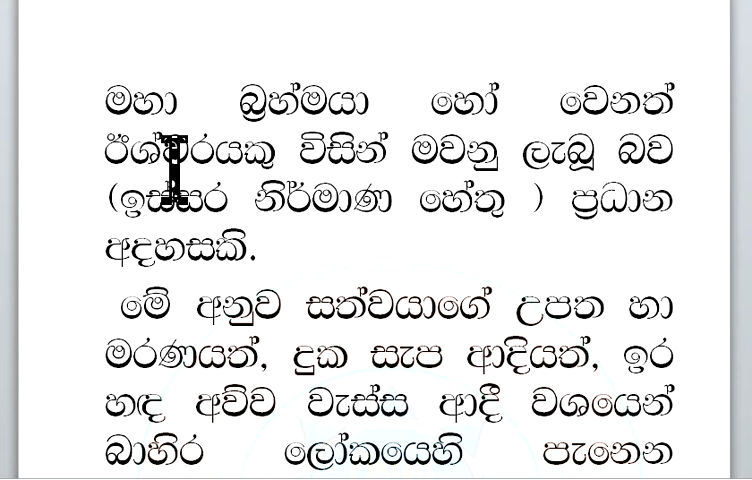 මහා බ්‍රහ්මයා හෝ වෙනත්
ඊශ්වරයකු විසින් මවනු ලැබූ බව
(ඉස්සර නිර්මාණ හේතු ) ප්‍රධාන
අදහසකි.
මේ අනුව සත්වයාගේ උපත හා
මරණයත්, දුක සැප ආදියත්, ඉර
හඳ අව්ව වැස්ස ආදී වශයෙන්
බාහිර ලෝකයෙහි පැනෙන